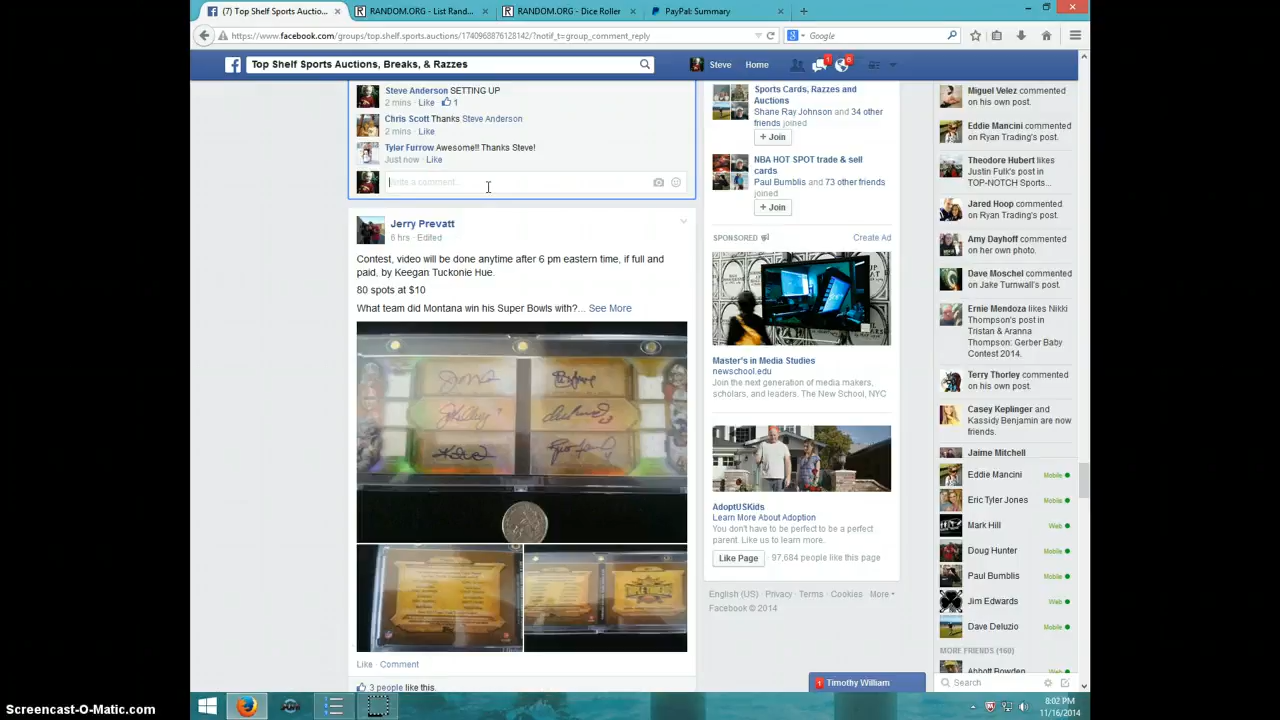 (7) Top Shelf Sports Auctio...
RANDOM.ORG - List Rand...
RANDOM.ORG - Dice Roller
PayPal: Summary
https://www.facebook.com/groups/top.shelf.sports.auctions/1740968876128142/?notif_t=group_comment_reply
Google
Top Shelf Sports Auctions, Breaks, & Razzes
Steve Home
Steve Anderson SETTING UP
2 mins · Like · 1
Chris Scott Thanks Steve Anderson
2 mins · Like
Tyler Furrow Awesome!! Thanks Steve!
Just now · Like
Write a comment...
Jerry Prevatt
6 hrs · Edited
Contest, video will be done anytime after 6 pm eastern time, if full and
paid, by Keegan Tuckonie Hue.
80 spots at $10
What team did Montana win his Super Bowls with?... See More
Like · Comment
3 people like this.
Sports Cards, Razzes and
Auctions
Shane Ray Johnson and 34 other
friends joined
+ Join
NBA HOT SPOT trade & sell
cards
Paul Bumblis and 73 other friends
joined
+ Join
SPONSORED
Create Ad
Master's in Media Studies
newschool.edu
Join the next generation of media makers,
scholars, and leaders. The New School, NYC
AdoptUSKids
Learn More About Adoption
You don't have to be perfect to be a perfect
parent. Like us to learn more.
Like Page
97,684 people like this page
English (US) · Privacy · Terms · Cookies · More
Facebook © 2014
Miguel Velez commented
on his own post.
Eddie Mancini commented
on Ryan Trading's post.
Theodore Hubert likes
Justin Fulk's post in
TOP-NOTCH Sports...
Jared Hoop commented
on Ryan Trading's post.
Amy Dayhoff commented
on her own photo.
Dave Moschel commented
on Jake Turnwall's post.
Ernie Mendoza likes Nikki
Thompson's post in
Tristan & Aranna
Thompson: Gerber Baby
Contest 2014.
Terry Thorley commented
on his own post.
Casey Keplinger and
Kassidy Benjamin are now
friends.
Jaime Mitchell
Eddie Mancini Mobile
Eric Tyler Jones Mobile
Mark Hill Web
Doug Hunter Mobile
Paul Bumblis Mobile
Jim Edwards Web
Dave Deluzio Mobile
MORE FRIENDS (160)
Abbott Bowden Web
Search
1 Timothy William
8:02 PM
11/16/2014
Screencast-O-Matic.com